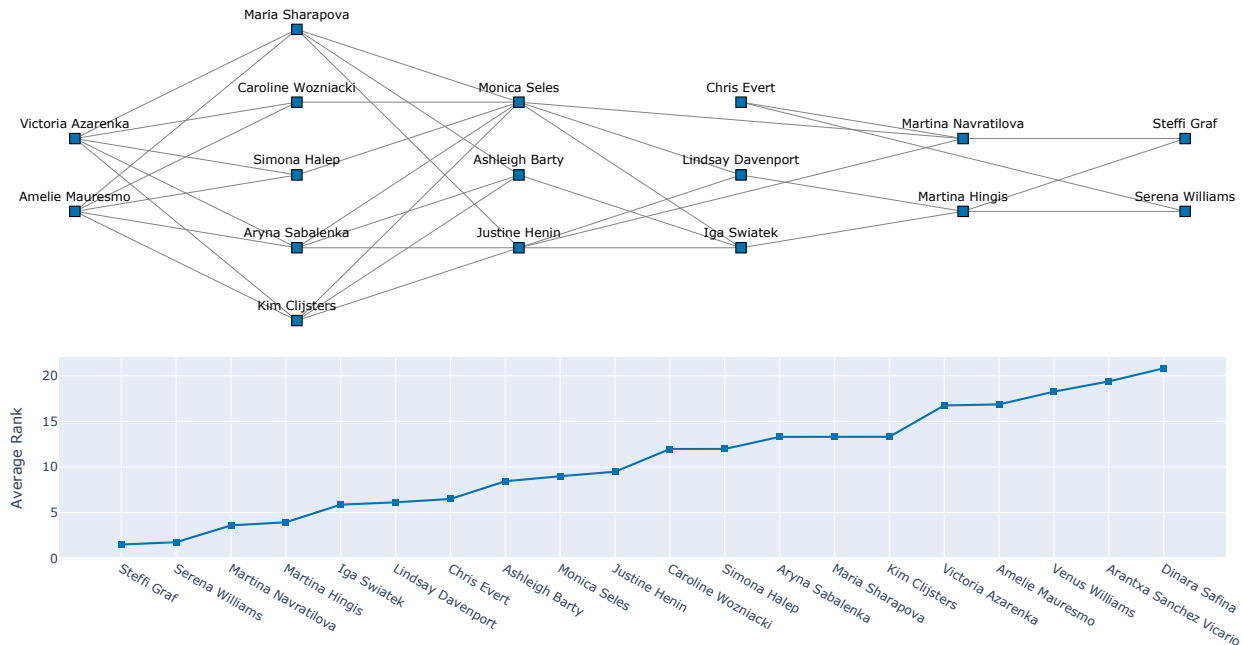 Maria Sharapova
Caroline Wozniacki
Monica Seles
Chris Evert
Victoria Azarenka
Martina Navratilova
Steffi Graf
Simona Halep
Ashleigh Barty
Lindsay Davenport
Amelie Mauresmo
Martina Hingis
Serena Williams
Aryna Sabalenka
Justine Henin
Iga Swiatek
Kim Clijsters
Average Rank
20
15
10
5
0
Steffi Graf
Serena Williams
Martina Navratilova
Martina Hingis
Iga Swiatek
Lindsay Davenport
Chris Evert
Ashleigh Barty
Monica Seles
Justine Henin
Caroline Wozniacki
Simona Halep
Aryna Sabalenka
Maria Sharapova
Kim Clijsters
Victoria Azarenka
Amelie Mauresmo
Venus Williams
Arantxa Sanchez Vicario
Dinara Safina